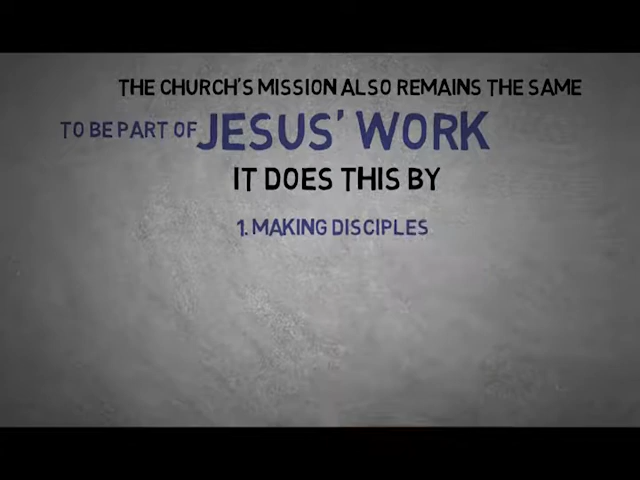 THE CHURCH'S MISSION ALSO REMAINS THE SAME
TO BE PART OF JESUS' WORK
IT DOES THIS BY
1. MAKING DISCIPLES